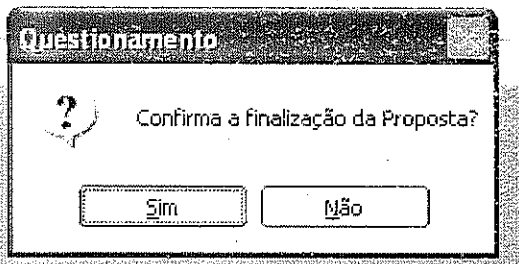 Questionamento
?
Confirma a finalização da Proposta?
Sim
Não